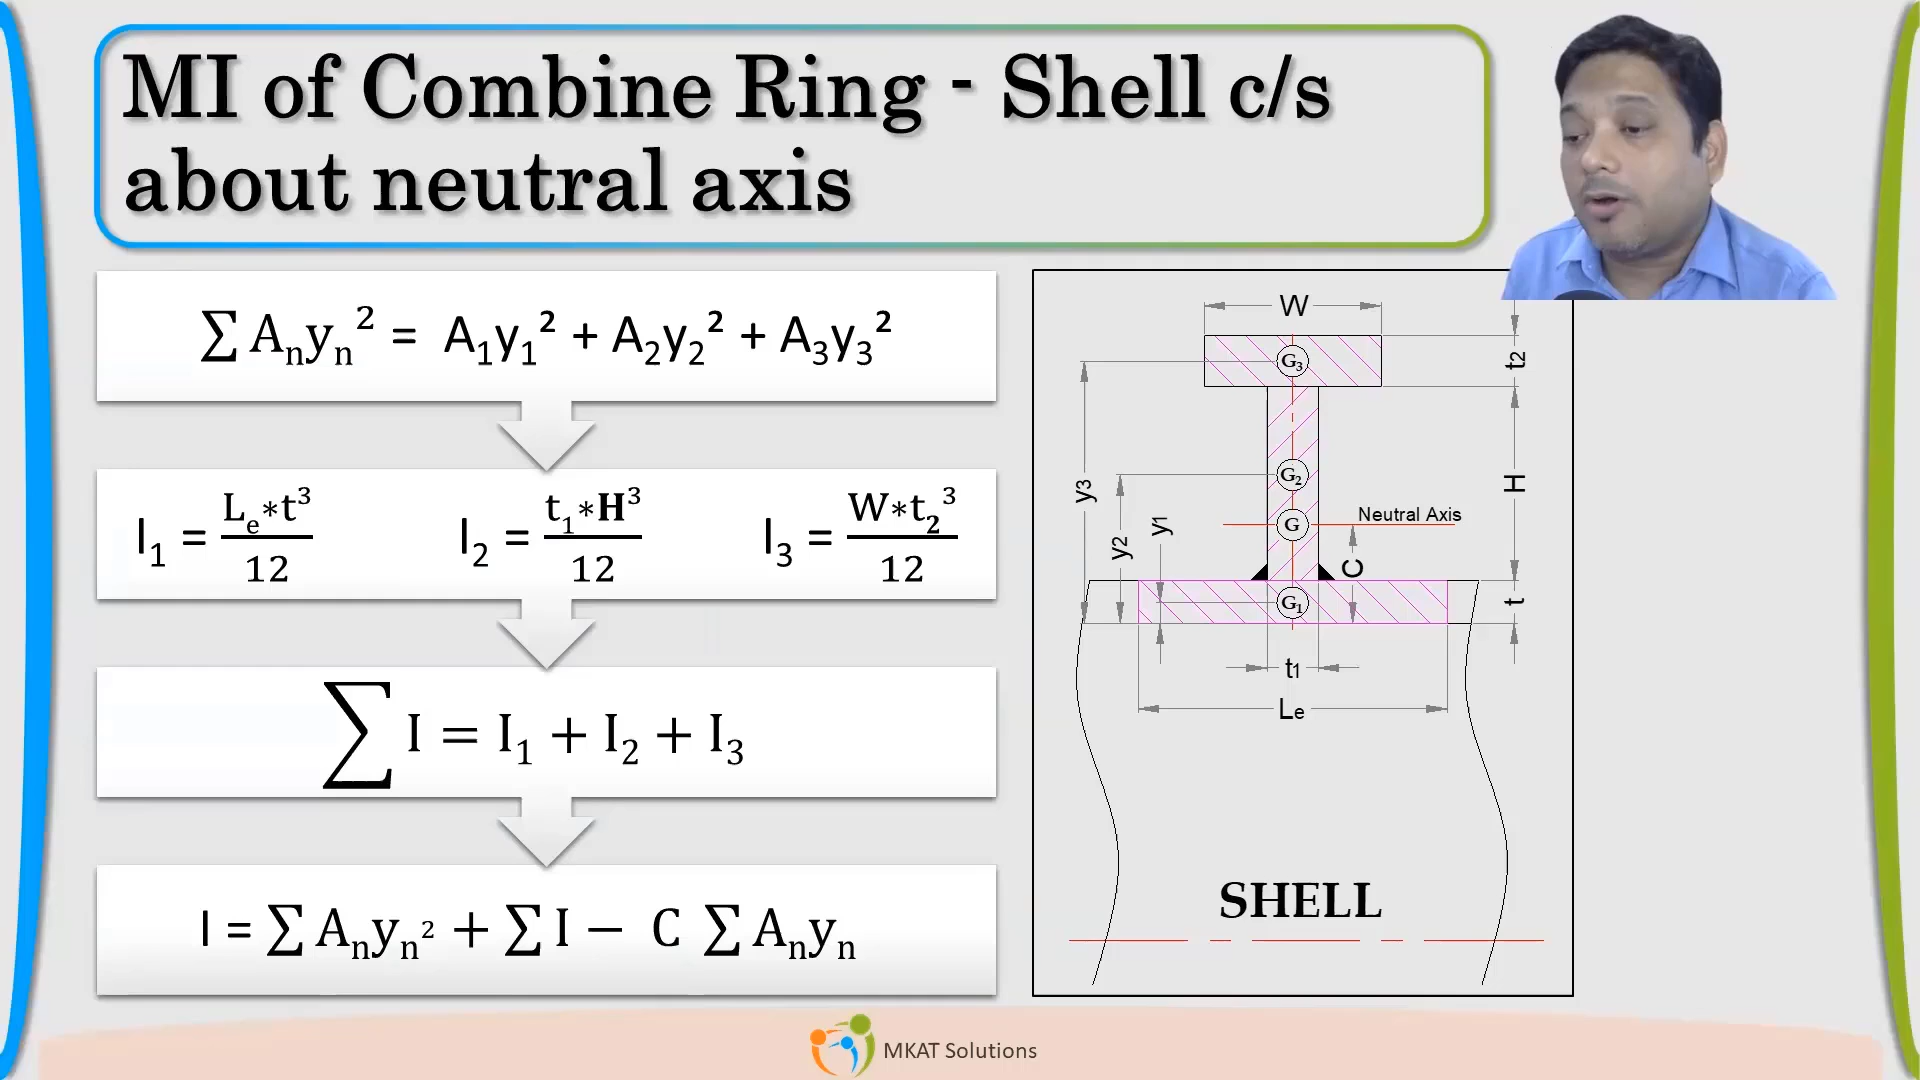 MI of Combine Ring - Shell c/s
about neutral axis
∑ Aₙyₙ² = A₁y₁² + A₂y₂² + A₃y₃²
I₁ = Lₑ*t³/12    I₂ = t₁*H³/12    I₃ = W*t₂³/12
∑ I = I₁ + I₂ + I₃
I = ∑ Aₙyₙ² + ∑ I − C ∑ Aₙyₙ
W
G₃
t2
G₂
y3
H
Neutral Axis
G
y1
y2
C
G₁
t
t1
Le
SHELL
MKAT Solutions